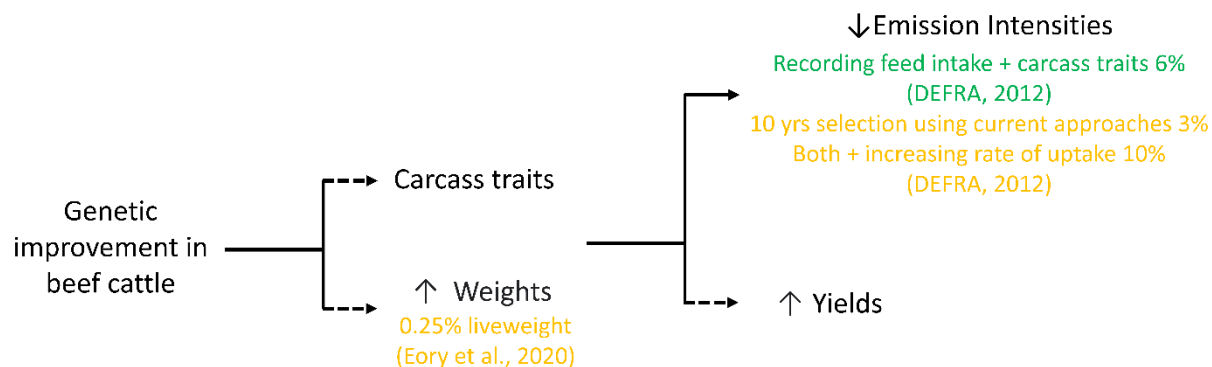 Genetic
improvement in
beef cattle
Carcass traits
↑ Weights
0.25% liveweight
(Eory et al., 2020)
↓Emission Intensities
Recording feed intake + carcass traits 6%
(DEFRA, 2012)
10 yrs selection using current approaches 3%
Both + increasing rate of uptake 10%
(DEFRA, 2012)
↑ Yields